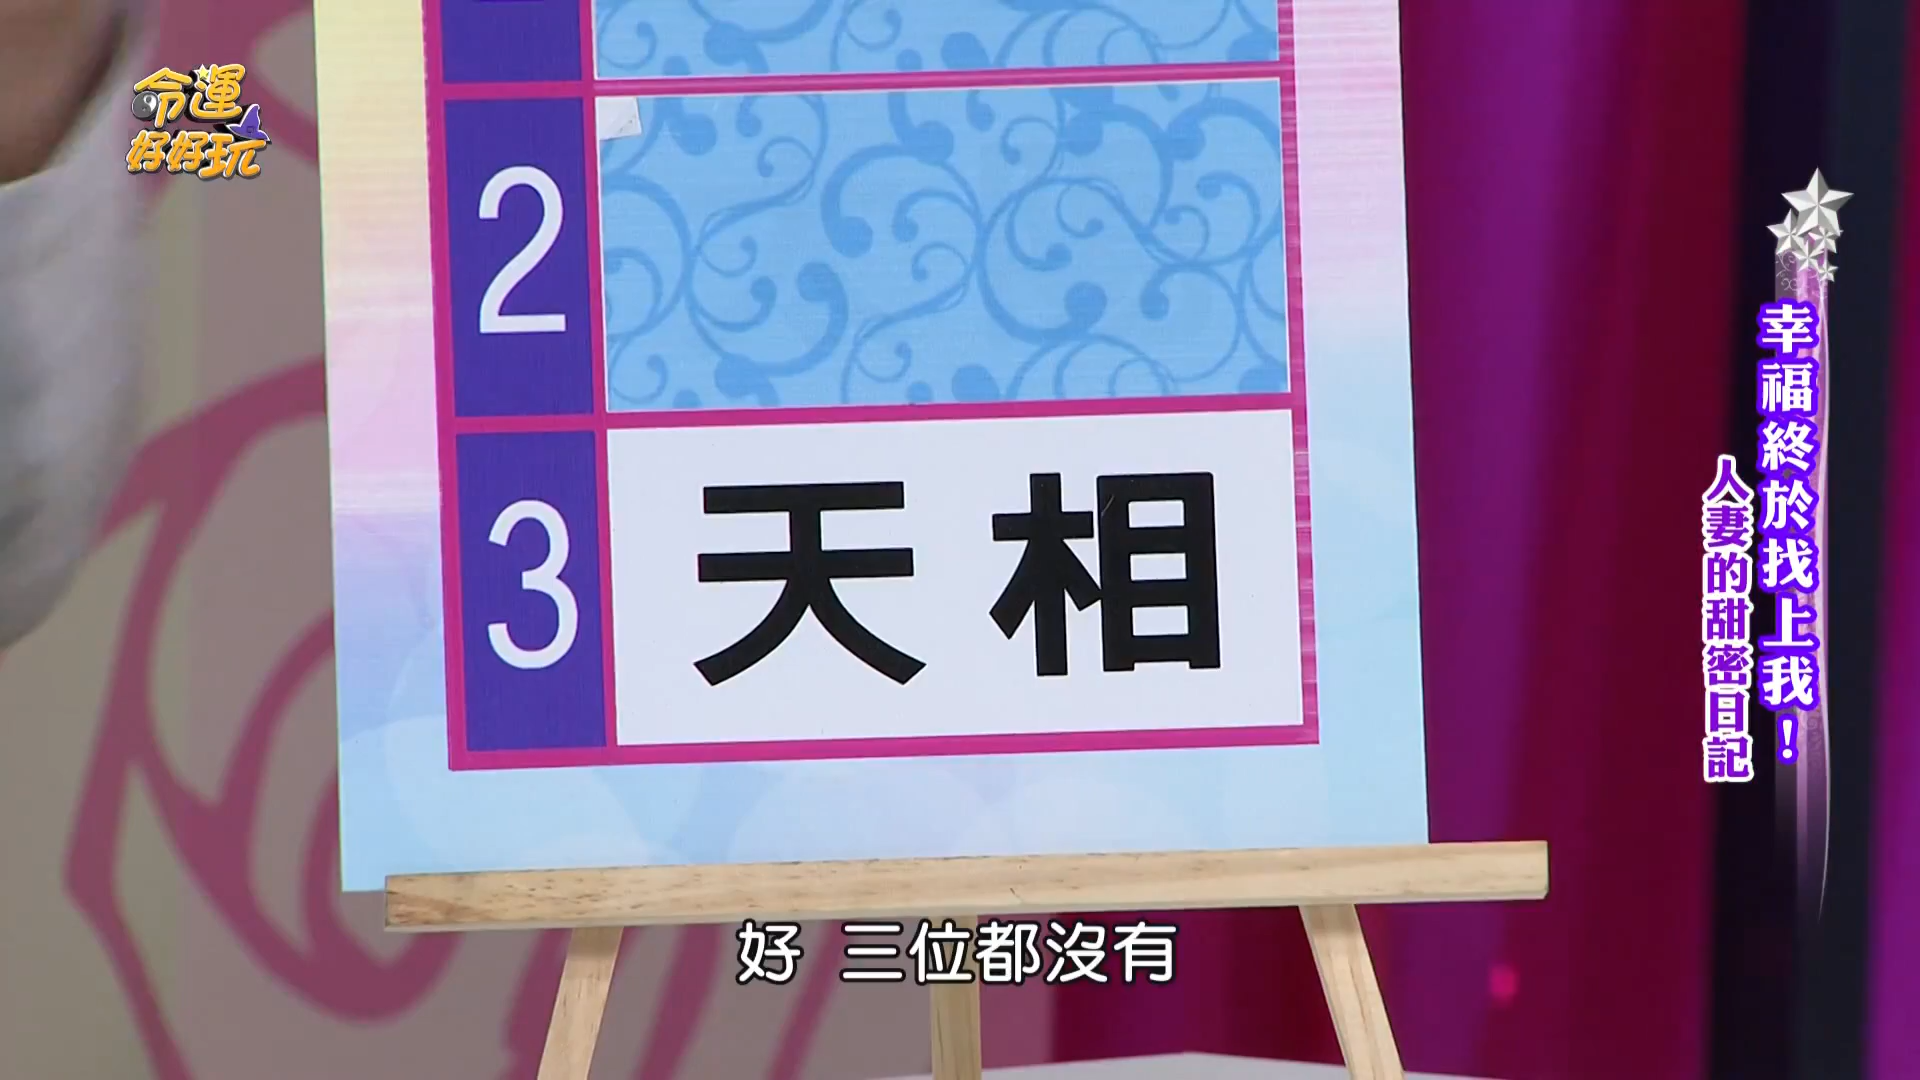 命運
好好玩
2
3
天相
幸福終於找上我！
人妻的甜密日記
好 三位都沒有